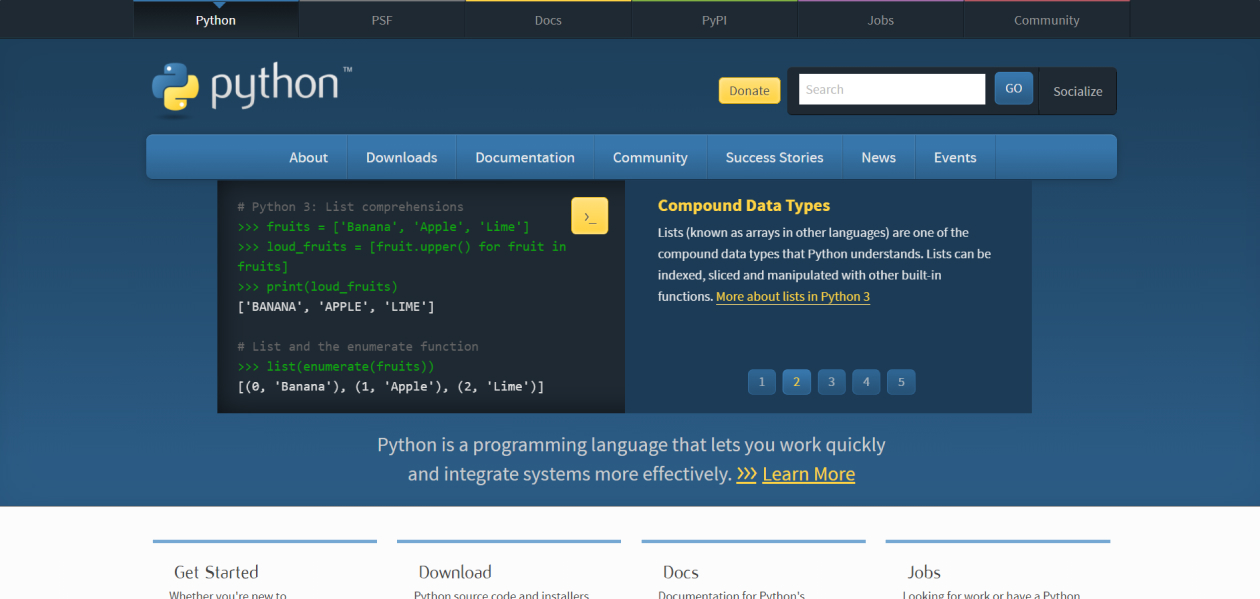 Python
PSF
Docs
PyPI
Jobs
Community
python™
Donate
Search
GO
Socialize
About
Downloads
Documentation
Community
Success Stories
News
Events
# Python 3: List comprehensions
>>> fruits = ['Banana', 'Apple', 'Lime']
>>> loud_fruits = [fruit.upper() for fruit in
fruits]
>>> print(loud_fruits)
['BANANA', 'APPLE', 'LIME']
# List and the enumerate function
>>> list(enumerate(fruits))
[(0, 'Banana'), (1, 'Apple'), (2, 'Lime')]
>_
Compound Data Types
Lists (known as arrays in other languages) are one of the
compound data types that Python understands. Lists can be
indexed, sliced and manipulated with other built-in
functions. More about lists in Python 3
1
2
3
4
5
Python is a programming language that lets you work quickly
and integrate systems more effectively. >>> Learn More
Get Started
Whether you're new to
Download
Python source code and installers
Docs
Documentation for Python's
Jobs
Looking for work or have a Python